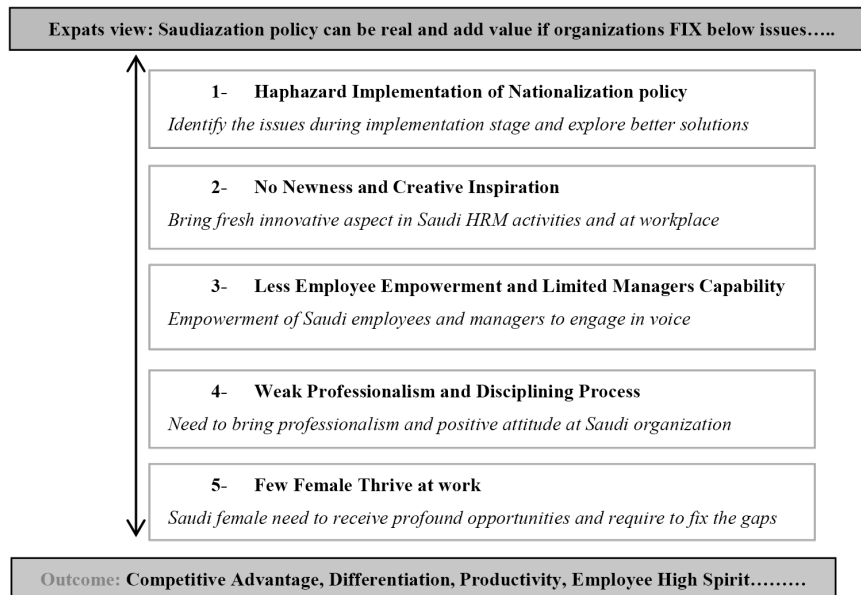 Expats view: Saudiazation policy can be real and add value if organizations FIX below issues…..
1- Haphazard Implementation of Nationalization policy
Identify the issues during implementation stage and explore better solutions
2- No Newness and Creative Inspiration
Bring fresh innovative aspect in Saudi HRM activities and at workplace
3- Less Employee Empowerment and Limited Managers Capability
Empowerment of Saudi employees and managers to engage in voice
4- Weak Professionalism and Disciplining Process
Need to bring professionalism and positive attitude at Saudi organization
5- Few Female Thrive at work
Saudi female need to receive profound opportunities and require to fix the gaps
Outcome: Competitive Advantage, Differentiation, Productivity, Employee High Spirit………